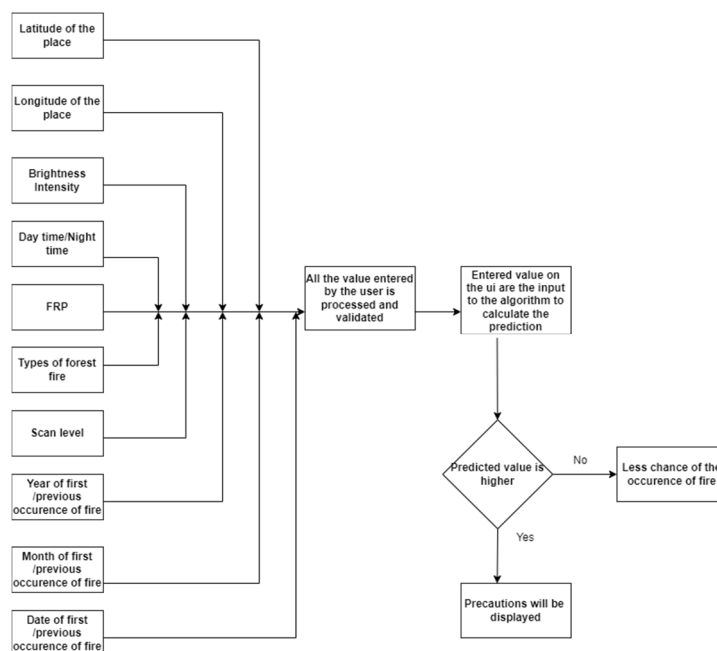 Latitude of the
place
Longitude of the
place
Brightness
Intensity
Day time/Night
time
FRP
Types of forest
fire
Scan level
Year of first
/previous
occurence of fire
Month of first
/previous
occurence of fire
Date of first
/previous
occurence of fire
All the value entered
by the user is
processed and
validated
Entered value on
the ui are the input
to the algorithm to
calculate the
prediction
Predicted value is
higher
No
Less chance of the
occurence of fire
Yes
Precautions will be
displayed